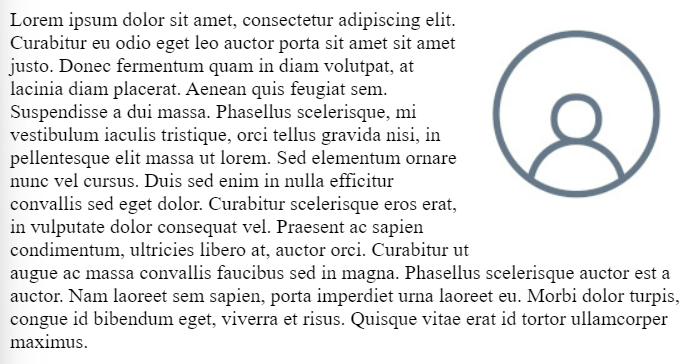 Lorem ipsum dolor sit amet, consectetur adipiscing elit.
Curabitur eu odio eget leo auctor porta sit amet sit amet
justo. Donec fermentum quam in diam volutpat, at
lacinia diam placerat. Aenean quis feugiat sem.
Suspendisse a dui massa. Phasellus scelerisque, mi
vestibulum iaculis tristique, orci tellus gravida nisi, in
pellentesque elit massa ut lorem. Sed elementum ornare
nunc vel cursus. Duis sed enim in nulla efficitur
convallis sed eget dolor. Curabitur scelerisque eros erat,
in vulputate dolor consequat vel. Praesent ac sapien
condimentum, ultricies libero at, auctor orci. Curabitur ut
augue ac massa convallis faucibus sed in magna. Phasellus scelerisque auctor est a
auctor. Nam laoreet sem sapien, porta imperdiet urna laoreet eu. Morbi dolor turpis,
congue id bibendum eget, viverra et risus. Quisque vitae erat id tortor ullamcorper
maximus.